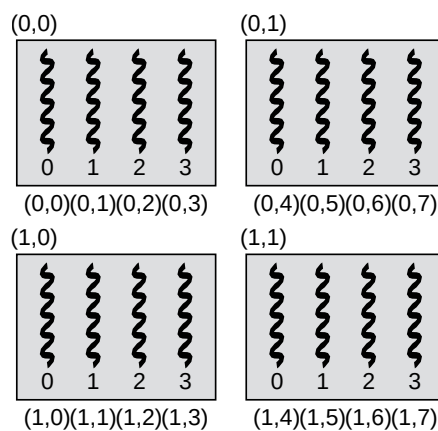 (0,0) (0,1)
0 1 2 3 0 1 2 3
(0,0)(0,1)(0,2)(0,3) (0,4)(0,5)(0,6)(0,7)
(1,0) (1,1)
0 1 2 3 0 1 2 3
(1,0)(1,1)(1,2)(1,3) (1,4)(1,5)(1,6)(1,7)